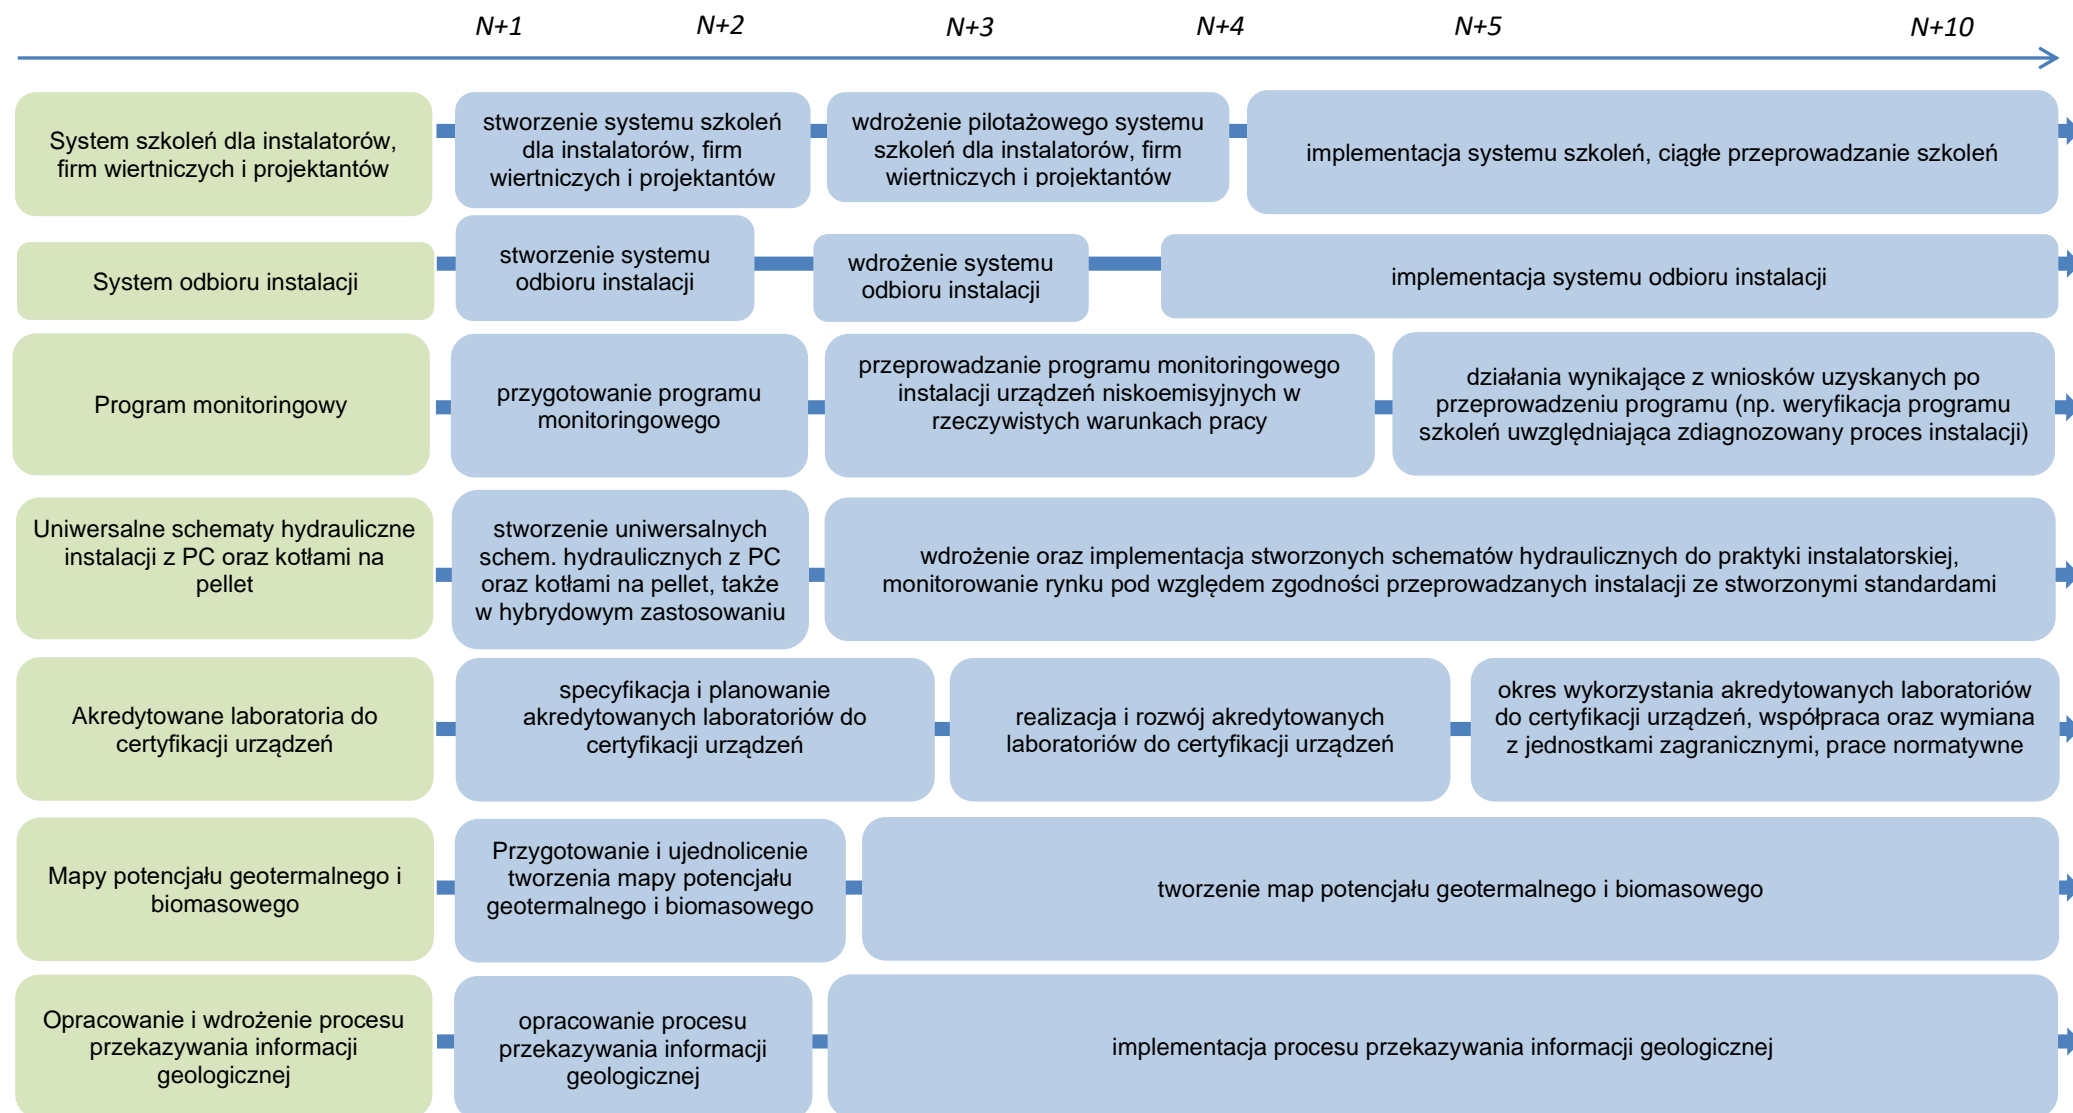 N+1 N+2 N+3 N+4 N+5 N+10
System szkoleń dla instalatorów,
firm wiertniczych i projektantów
stworzenie systemu szkoleń
dla instalatorów, firm
wiertniczych i projektantów
wdrożenie pilotażowego systemu
szkoleń dla instalatorów, firm
wiertniczych i projektantów
implementacja systemu szkoleń, ciągłe przeprowadzanie szkoleń
System odbioru instalacji
stworzenie systemu
odbioru instalacji
wdrożenie systemu
odbioru instalacji
implementacja systemu odbioru instalacji
Program monitoringowy
przygotowanie programu
monitoringowego
przeprowadzanie programu monitoringowego
instalacji urządzeń niskoemisyjnych w
rzeczywistych warunkach pracy
działania wynikające z wniosków uzyskanych po
przeprowadzeniu programu (np. weryfikacja programu
szkoleń uwzględniająca zdiagnozowany proces instalacji)
Uniwersalne schematy hydrauliczne
instalacji z PC oraz kotłami na
pellet
stworzenie uniwersalnych
schem. hydraulicznych z PC
oraz kotłami na pellet, także
w hybrydowym zastosowaniu
wdrożenie oraz implementacja stworzonych schematów hydraulicznych do praktyki instalatorskiej,
monitorowanie rynku pod względem zgodności przeprowadzanych instalacji ze stworzonymi standardami
Akredytowane laboratoria do
certyfikacji urządzeń
specyfikacja i planowanie
akredytowanych laboratoriów do
certyfikacji urządzeń
realizacja i rozwój akredytowanych
laboratoriów do certyfikacji urządzeń
okres wykorzystania akredytowanych laboratoriów
do certyfikacji urządzeń, współpraca oraz wymiana
z jednostkami zagranicznymi, prace normatywne
Mapy potencjału geotermalnego i
biomasowego
Przygotowanie i ujednolicenie
tworzenia mapy potencjału
geotermalnego i biomasowego
tworzenie map potencjału geotermalnego i biomasowego
Opracowanie i wdrożenie procesu
przekazywania informacji
geologicznej
opracowanie procesu
przekazywania informacji
geologicznej
implementacja procesu przekazywania informacji geologicznej